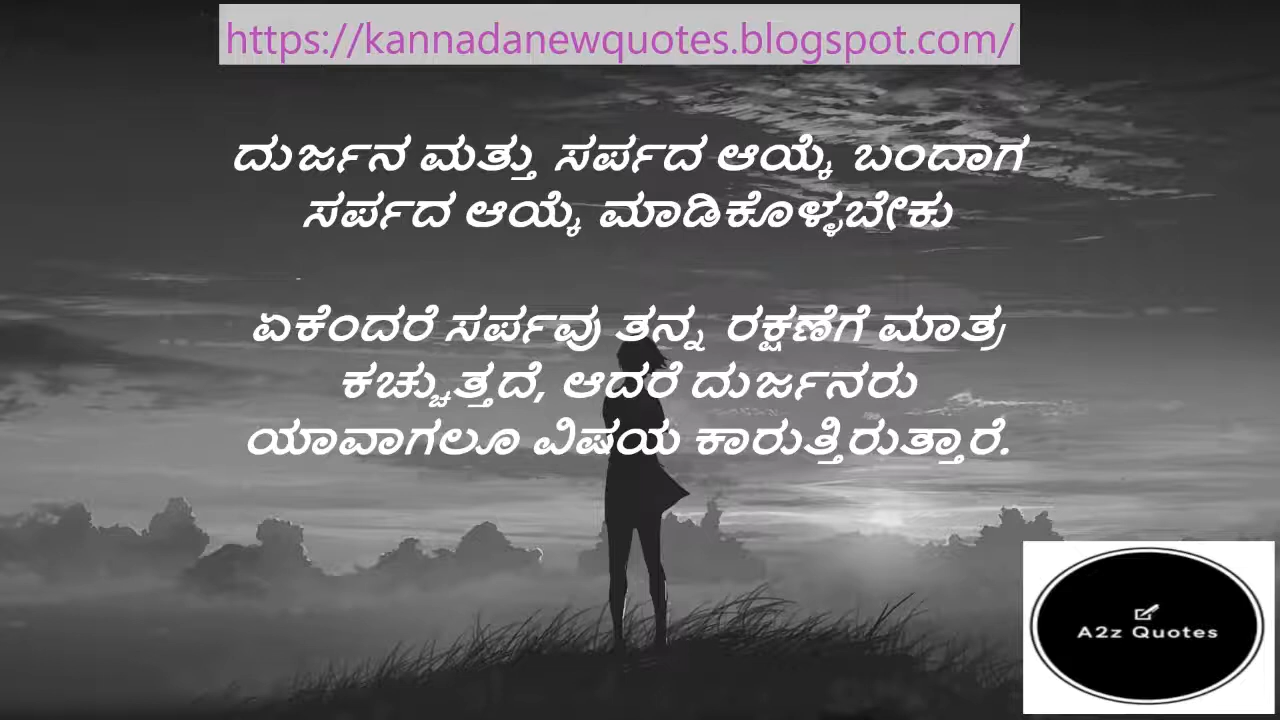 https://kannadanewquotes.blogspot.com/
ದುರ್ಜನ ಮತ್ತು ಸರ್ಪದ ಆಯ್ಕೆ ಬಂದಾಗ
ಸರ್ಪದ ಆಯ್ಕೆ ಮಾಡಿಕೊಳ್ಳಬೇಕು
ಏಕೆಂದರೆ ಸರ್ಪವು ತನ್ನ ರಕ್ಷಣೆಗೆ ಮಾತ್ರ
ಕಚ್ಚುತ್ತದೆ, ಆದರೆ ದುರ್ಜನರು
ಯಾವಾಗಲೂ ವಿಷಯ ಕಾರುತ್ತಿರುತ್ತಾರೆ.
A2z Quotes